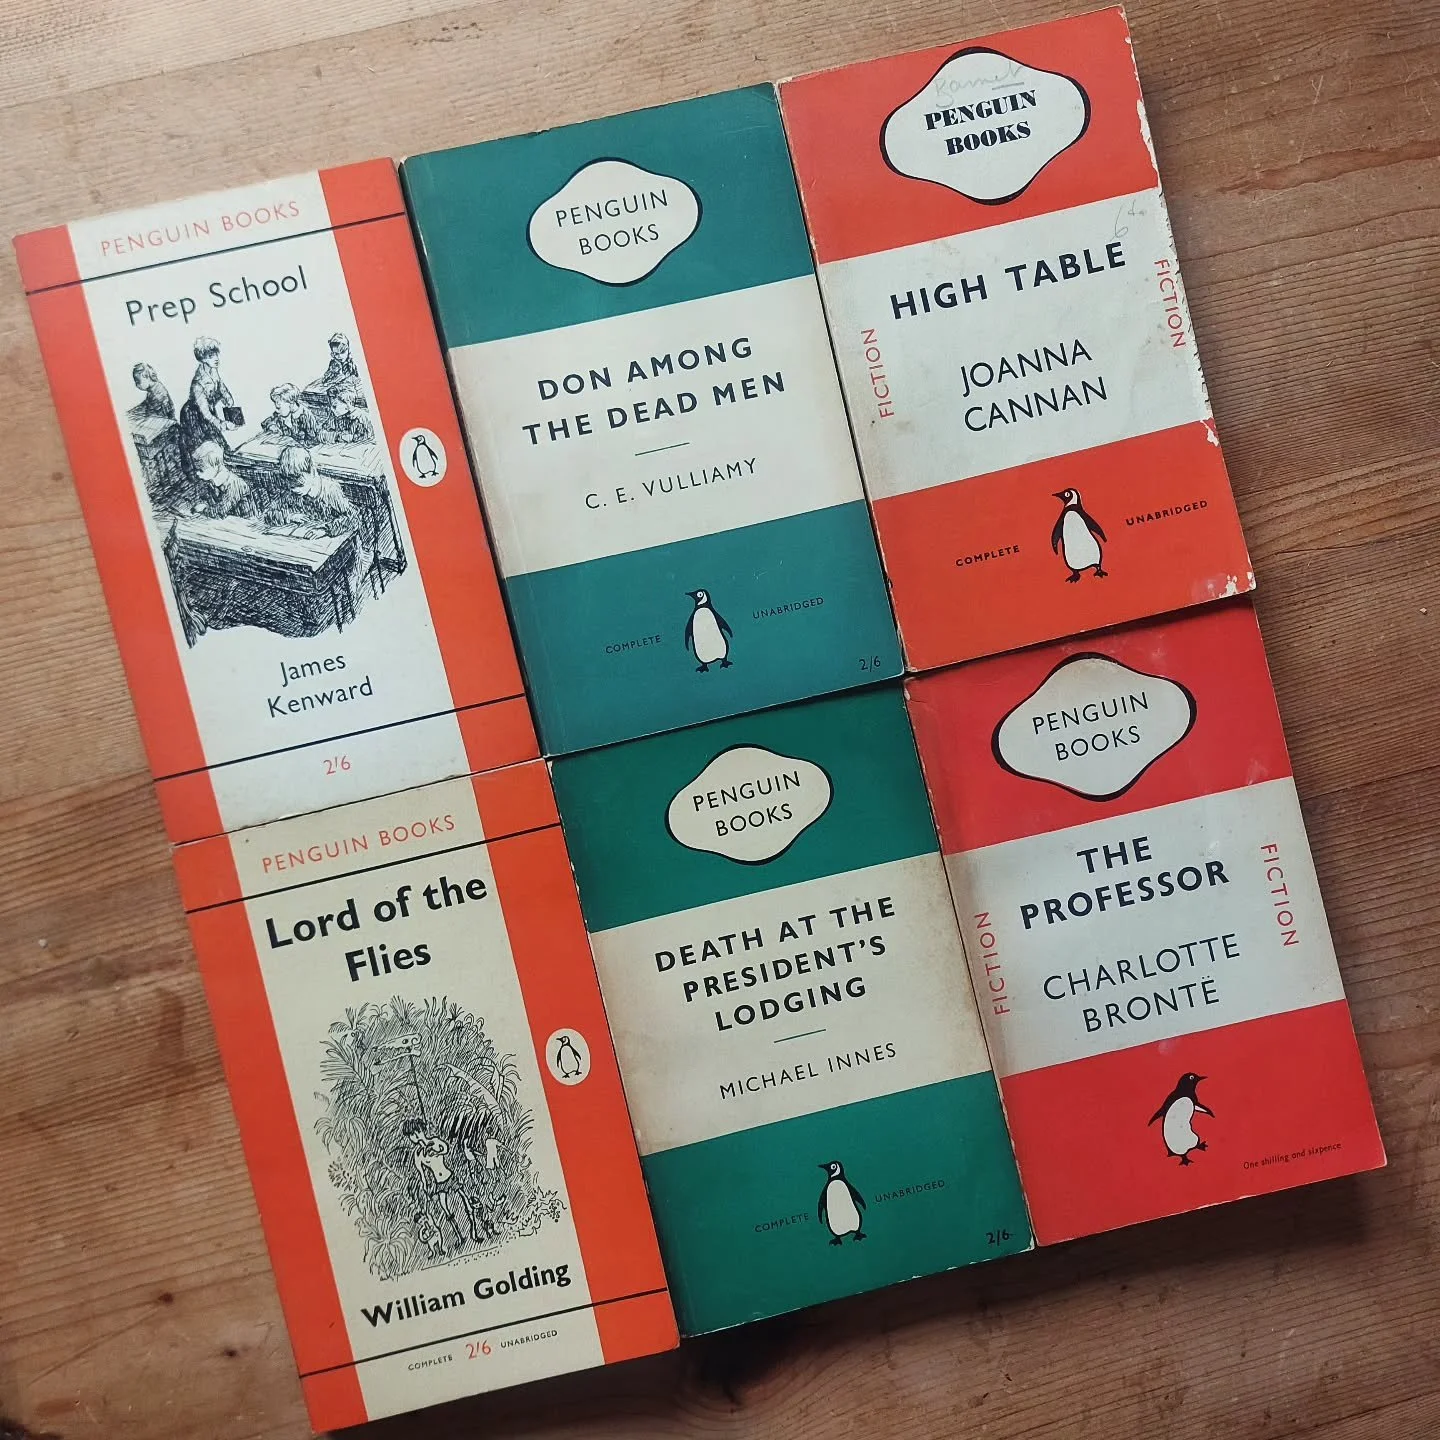 PENGUIN BOOKS
Prep School
James
Kenward
2'6
PENGUIN
BOOKS
DON AMONG
THE DEAD MEN
C. E. VULLIAMY
COMPLETE
UNABRIDGED
2/6
Barnet
PENGUIN
BOOKS
6d
HIGH TABLE
JOANNA
CANNAN
FICTION
FICTION
COMPLETE
UNABRIDGED
PENGUIN BOOKS
Lord of the
Flies
William Golding
COMPLETE 2'6 UNABRIDGED
PENGUIN
BOOKS
DEATH AT THE
PRESIDENT'S
LODGING
MICHAEL INNES
COMPLETE
UNABRIDGED
2/6
PENGUIN
BOOKS
THE
PROFESSOR
CHARLOTTE
BRONTË
FICTION
FICTION
One shilling and sixpence